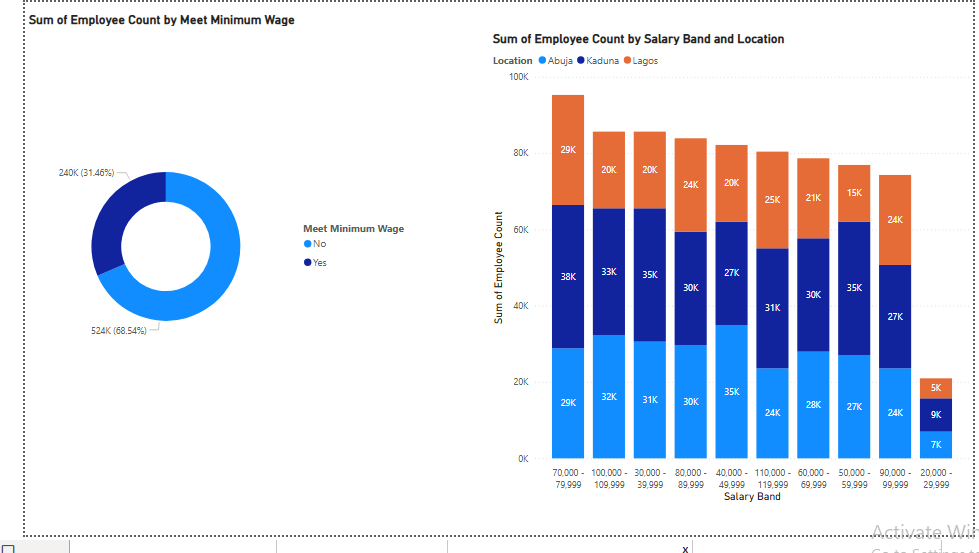 Sum of Employee Count by Meet Minimum Wage
240K (31.46%)
524K (68.54%)
Meet Minimum Wage
No
Yes
Sum of Employee Count by Salary Band and Location
Location Abuja Kaduna Lagos
Sum of Employee Count
100K
80K
60K
40K
20K
0K
29K 20K 20K 24K 20K 25K 21K 15K 24K 5K
38K 33K 35K 30K 27K 31K 30K 35K 27K 9K
29K 32K 31K 30K 35K 24K 28K 27K 24K 7K
70,000 - 100,000 - 30,000 - 80,000 - 40,000 - 110,000 - 60,000 - 50,000 - 90,000 - 20,000 -
79,999 109,999 39,999 89,999 49,999 119,999 69,999 59,999 99,999 29,999
Salary Band
Activate Win
x